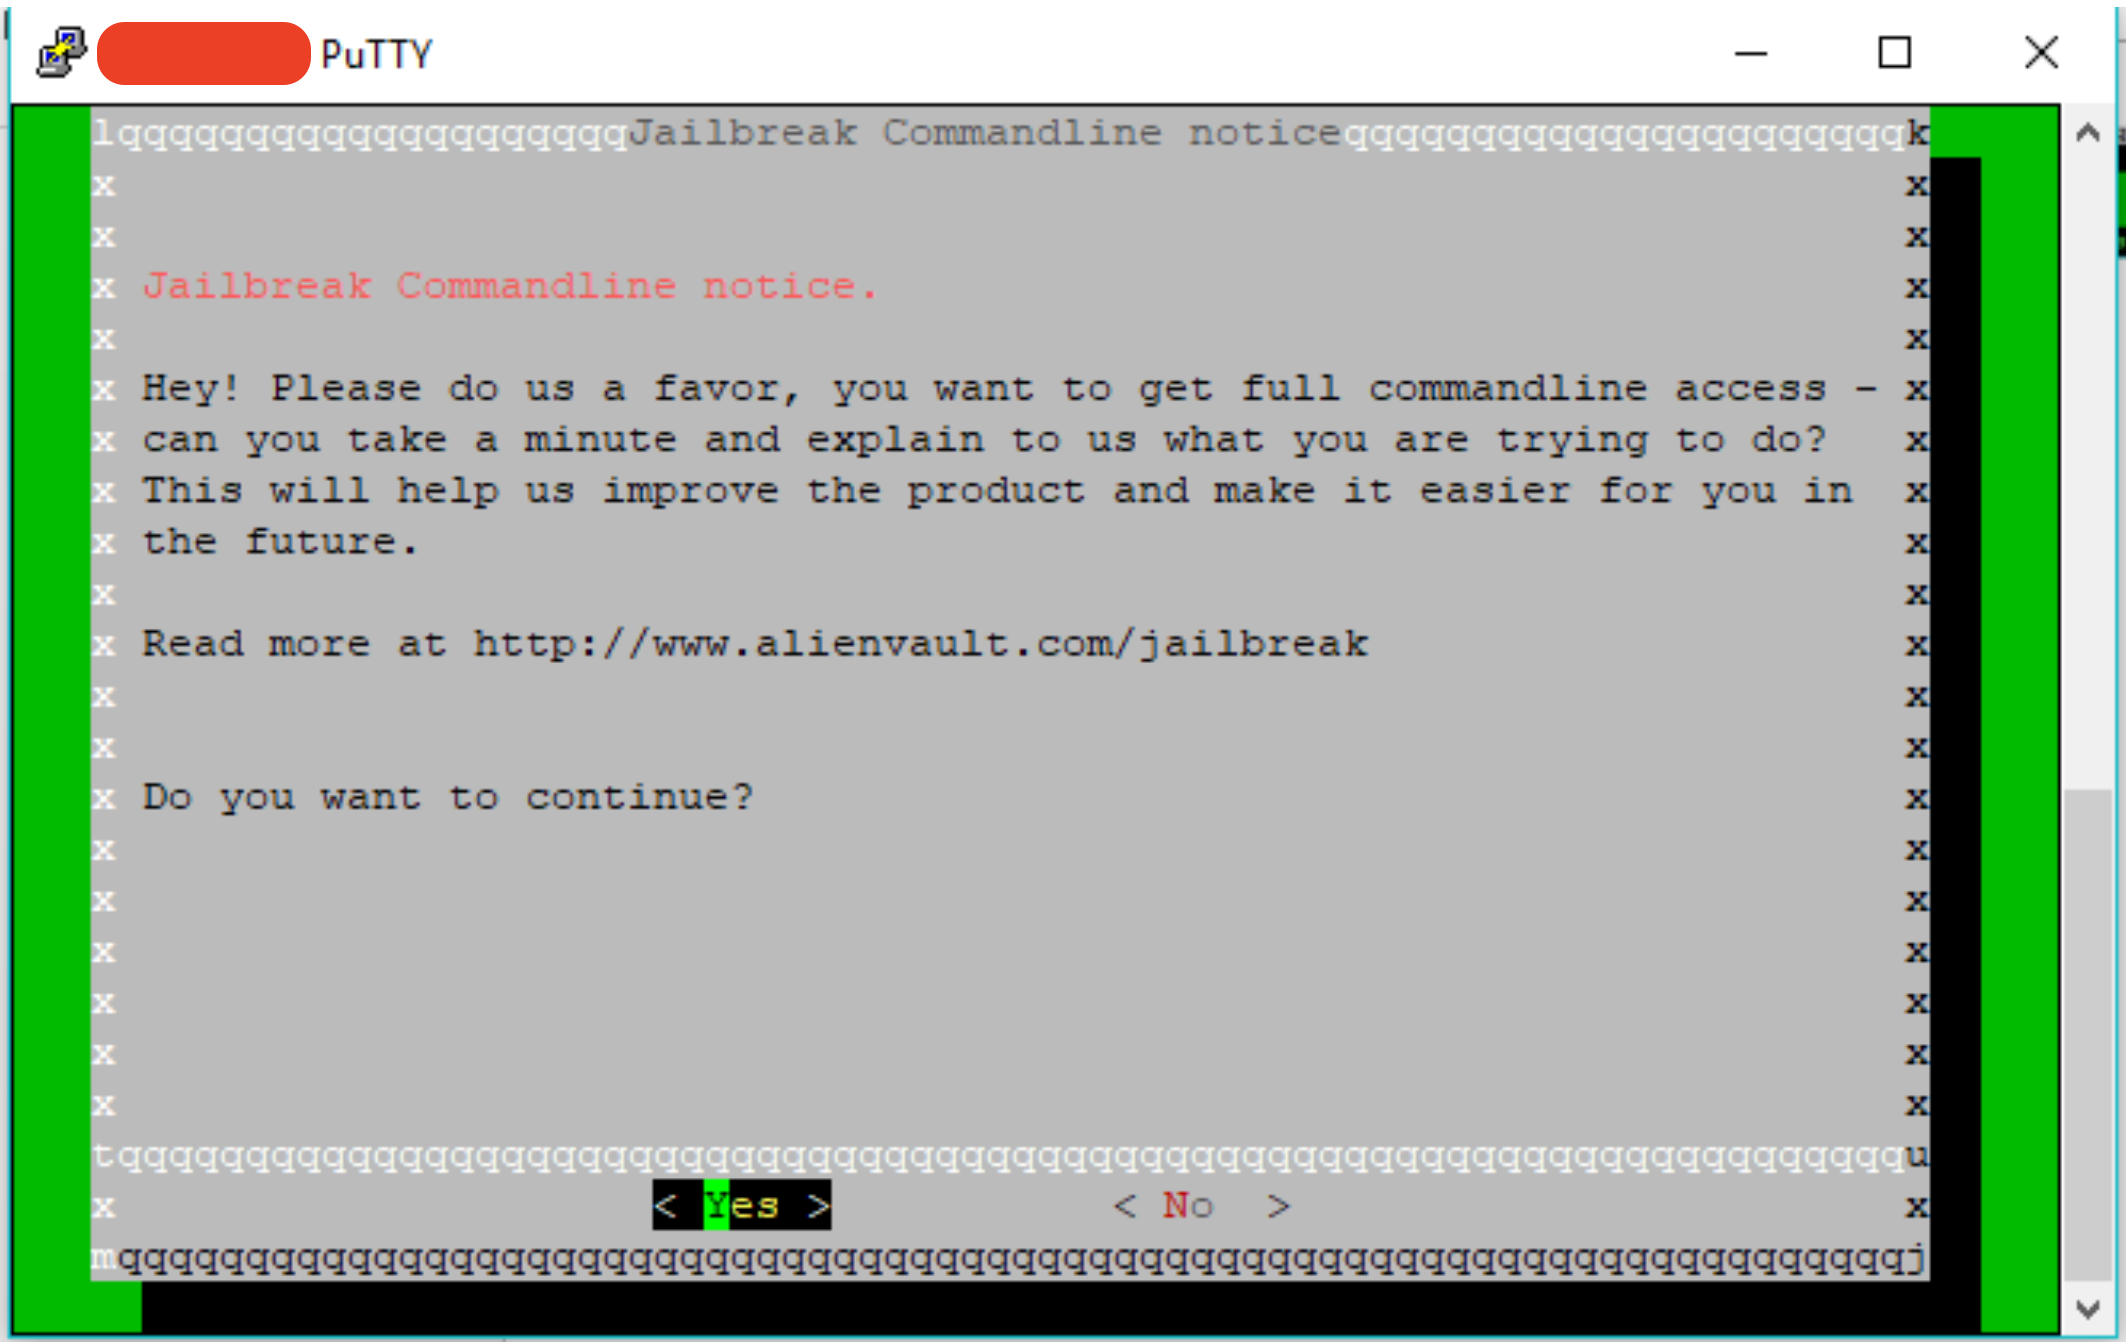 PuTTY
lqqqqqqqqqqqqqqqqqqqqJailbreak Commandline noticeqqqqqqqqqqqqqqqqqqqqqqk
x x
x x
x Jailbreak Commandline notice. x
x x
x Hey! Please do us a favor, you want to get full commandline access - x
x can you take a minute and explain to us what you are trying to do? x
x This will help us improve the product and make it easier for you in x
x the future. x
x x
x Read more at http://www.alienvault.com/jailbreak x
x x
x x
x Do you want to continue? x
x x
x x
x x
x x
x x
x x
tqqqqqqqqqqqqqqqqqqqqqqqqqqqqqqqqqqqqqqqqqqqqqqqqqqqqqqqqqqqqqqqqqqqqqqu
x < Yes > < No > x
mqqqqqqqqqqqqqqqqqqqqqqqqqqqqqqqqqqqqqqqqqqqqqqqqqqqqqqqqqqqqqqqqqqqqqqj